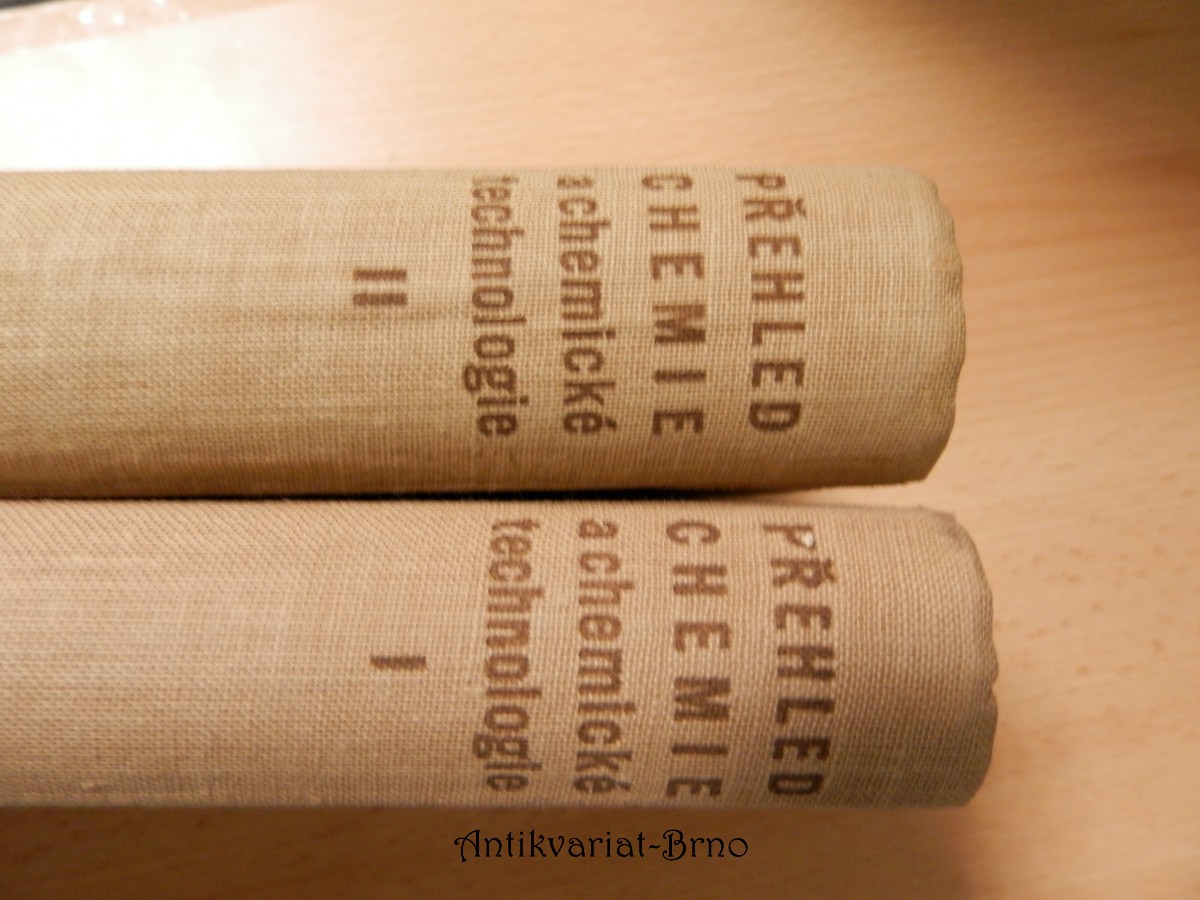 PŘEHLED
CHEMIE
a chemické
technologie
II
PŘEHLED
CHEMIE
a chemické
technologie
I
Antikvariat-Brno